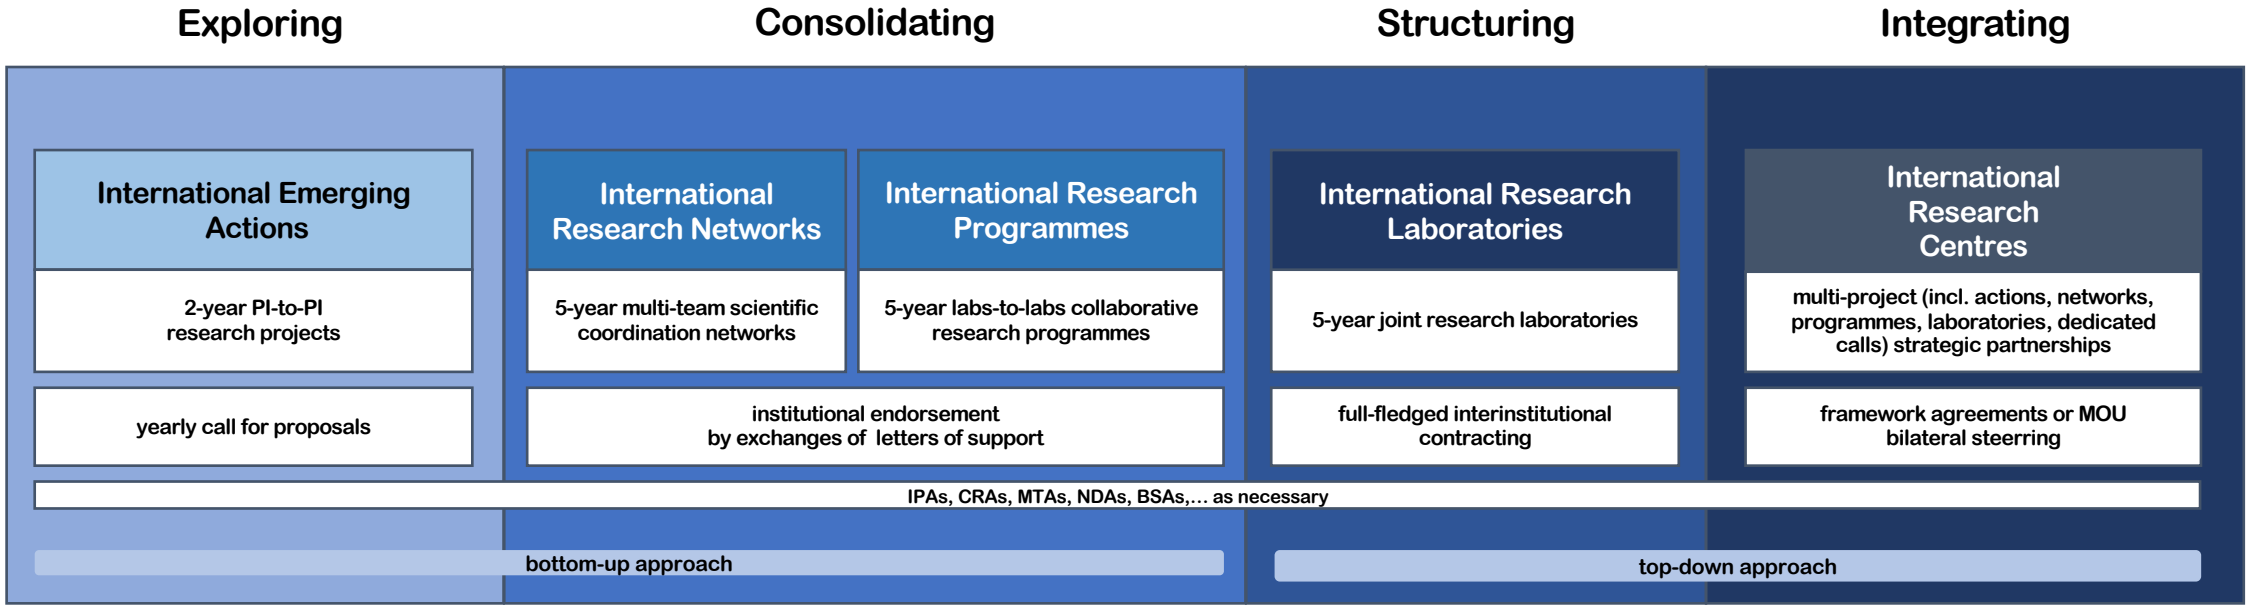 Exploring
Consolidating
Structuring
Integrating
International Emerging
Actions
International
Research Networks
International Research
Programmes
International Research
Laboratories
International
Research
Centres
2-year PI-to-PI
research projects
5-year multi-team scientific
coordination networks
5-year labs-to-labs collaborative
research programmes
5-year joint research laboratories
multi-project (incl. actions, networks,
programmes, laboratories, dedicated
calls) strategic partnerships
yearly call for proposals
institutional endorsement
by exchanges of letters of support
full-fledged interinstitutional
contracting
framework agreements or MOU
bilateral steerring
IPAs, CRAs, MTAs, NDAs, BSAs,... as necessary
bottom-up approach
top-down approach